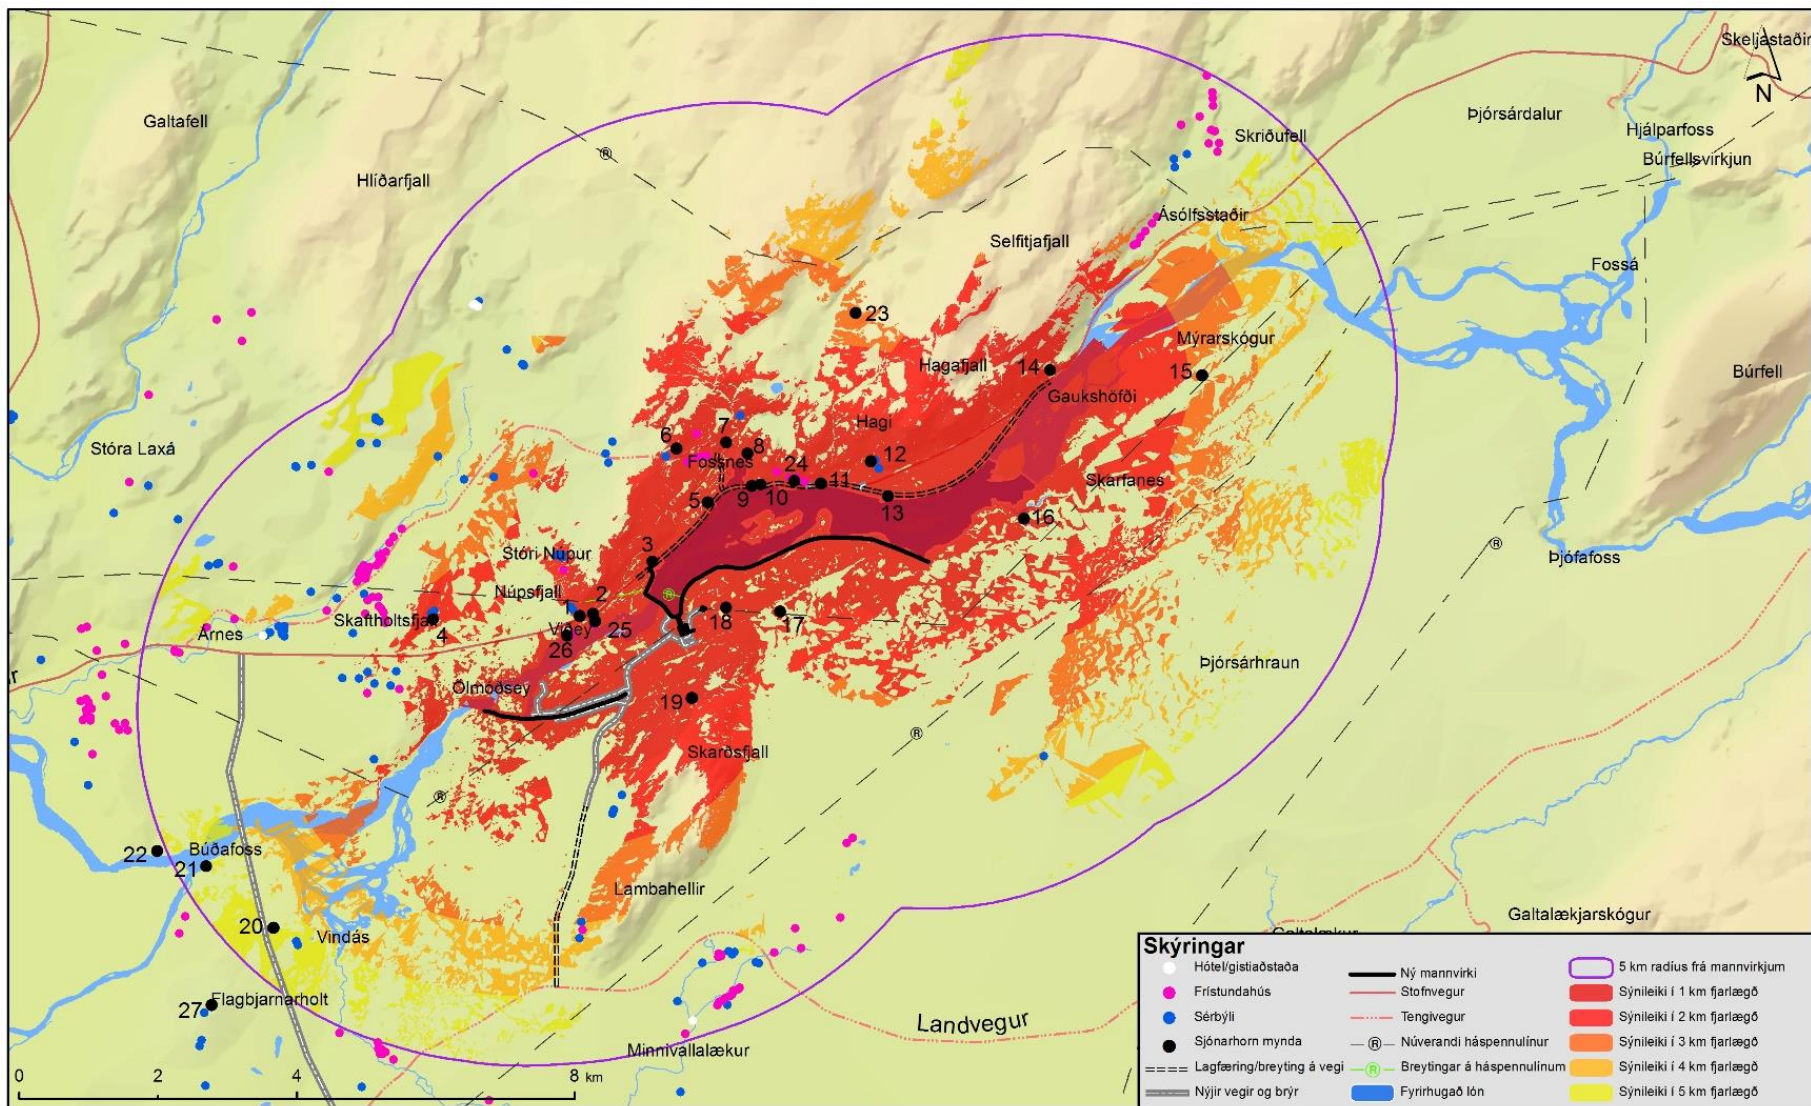 Skeljastaðir
N
Galtafell
Þjórsárdalur
Hjálparfoss
Skriðufell
Búrfellsvirkjun
Hlíðarfjall
Ásólfsstaðir
Selfitjafjall
Fossá
23
Mýrarskógur
Hagafjall
14
15
Búrfell
Gaukshöfði
Hagi
Stóra Laxá
6
7
8
Fossnes
12
24
11
Skarfanes
5
9
10
13
16
3
Stóri Núpur
Þjófafoss
Núpsfjall
2
1
Skaftholtsfjall
4
Viðey
25
18
17
Árnes
26
Þjórsárhraun
Ölmóðsey
19
Skarðsfjall
22
Búðafoss
21
Lambahellir
20
Vindás
Galtalækjarskógur
Galtalækur
27
Flagbjarnarholt
Landvegur
Minnivallalækur
0 2 4 8 km
Skýringar
Hótel/gistiaðstaða
Frístundahús
Sérbýli
Sjónarhorn mynda
Lagfæring/breyting á vegi
Nýjir vegir og brýr
Ný mannvirki
Stofnvegur
Tengivegur
Núverandi háspennulínur
Breytingar á háspennulínum
Fyrirhugað lón
5 km radíus frá mannvirkjum
Sýnileiki í 1 km fjarlægð
Sýnileiki í 2 km fjarlægð
Sýnileiki í 3 km fjarlægð
Sýnileiki í 4 km fjarlægð
Sýnileiki í 5 km fjarlægð